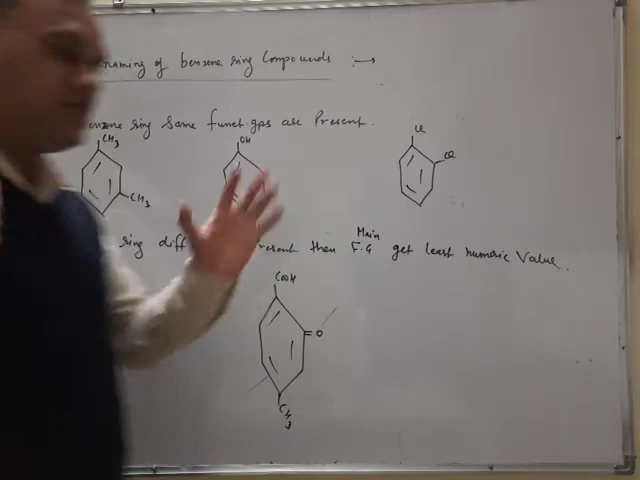 naming of benzene ring Compounds :→
benzene ring Same funct. gps are Present.
CH3
CH3
OH
Cl
Cl
ring diff present then Main F.G get least numeric Value.
COOH
=O
CH3